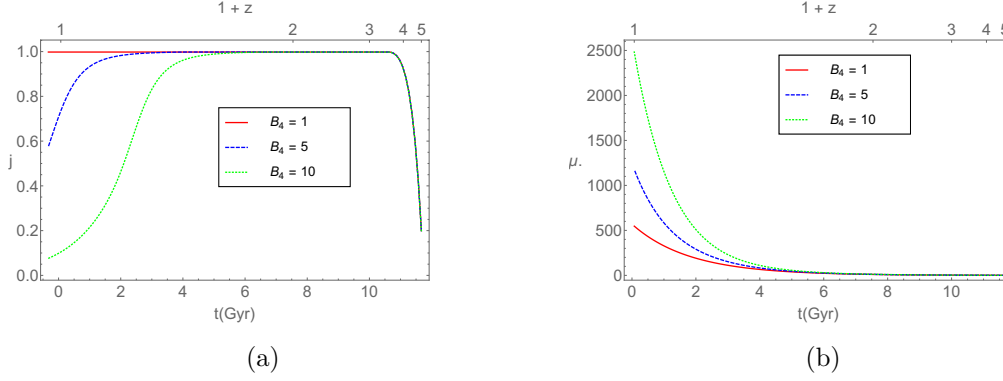 1 + z
1 2 3 4 5
1.0
0.8
0.6
0.4
0.2
0.0
j
B4 = 1
B4 = 5
B4 = 10
0 2 4 6 8 10
t(Gyr)
(a)
1 + z
1 2 3 4 5
2500
2000
1500
1000
500
0
μ.
B4 = 1
B4 = 5
B4 = 10
0 2 4 6 8 10
t(Gyr)
(b)